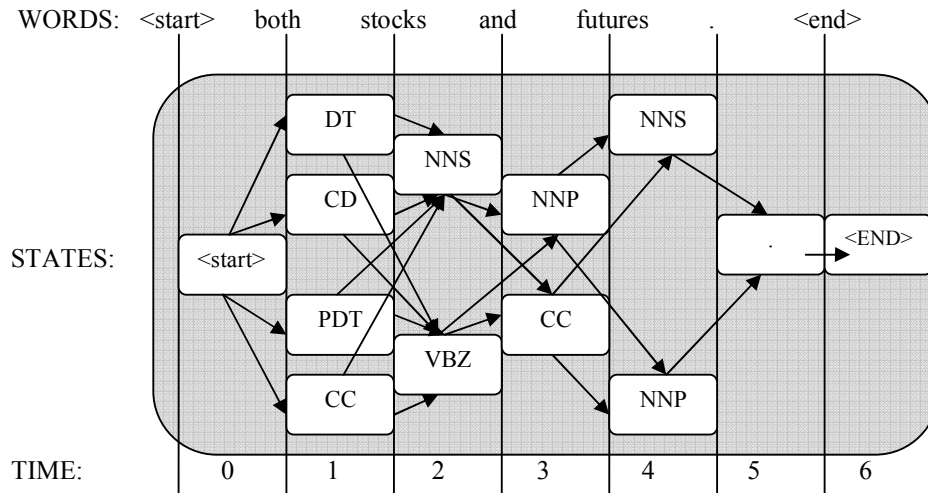 WORDS: <start> both stocks and futures . <end>
DT NNS
NNS
CD NNP
. <END>
STATES: <start>
PDT CC
VBZ
CC NNP
TIME: 0 1 2 3 4 5 6